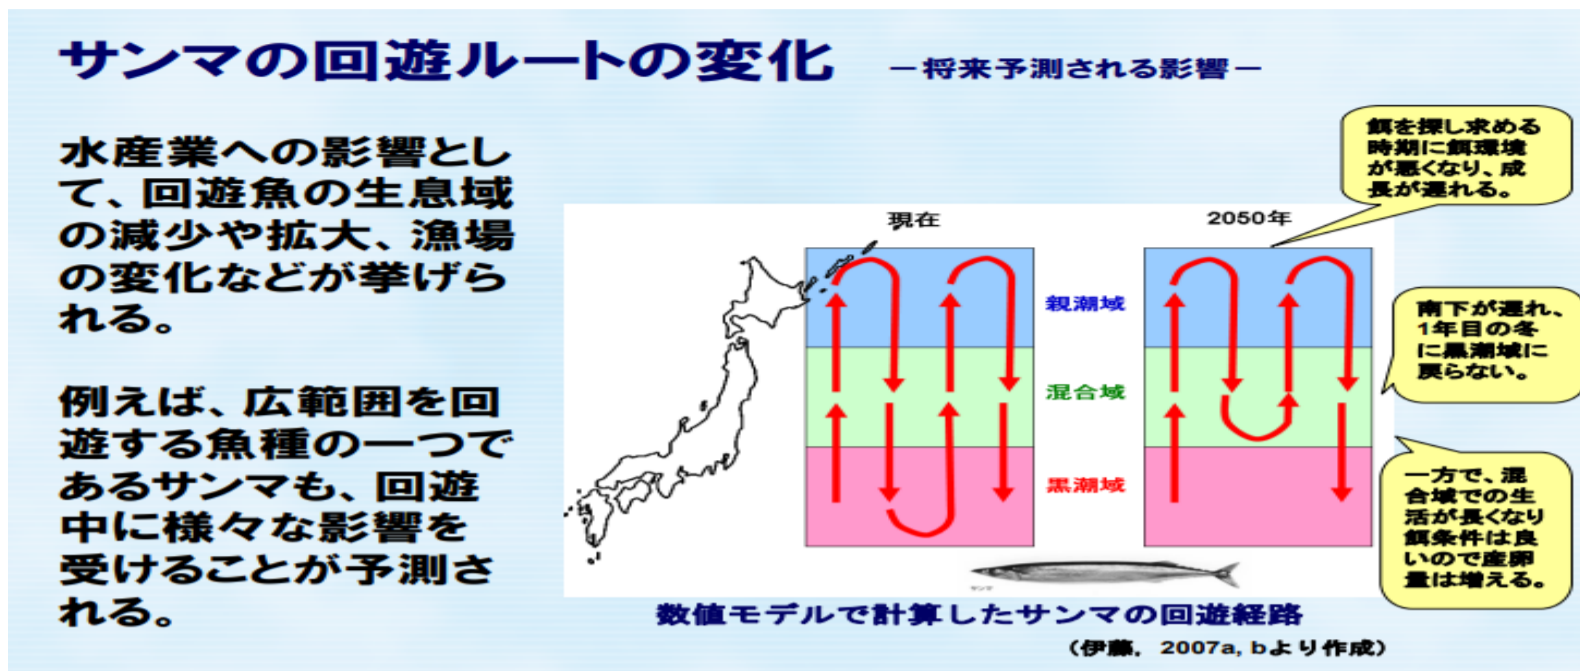 サンマの回遊ルートの変化 －将来予測される影響－
水産業への影響とし
て、回遊魚の生息域
の減少や拡大、漁場
の変化などが挙げら
れる。
例えば、広範囲を回
遊する魚種の一つで
あるサンマも、回遊
中に様々な影響を
受けることが予測さ
れる。
餌を探し求める
時期に餌環境
が悪くなり、成
長が遅れる。
現在
2050年
親潮域
混合域
黒潮域
南下が遅れ、
1年目の冬
に黒潮域に
戻らない。
一方で、混
合域での生
活が長くなり
餌条件は良
いので産卵
量は増える。
サンマ
数値モデルで計算したサンマの回遊経路
（伊藤，2007a, bより作成）